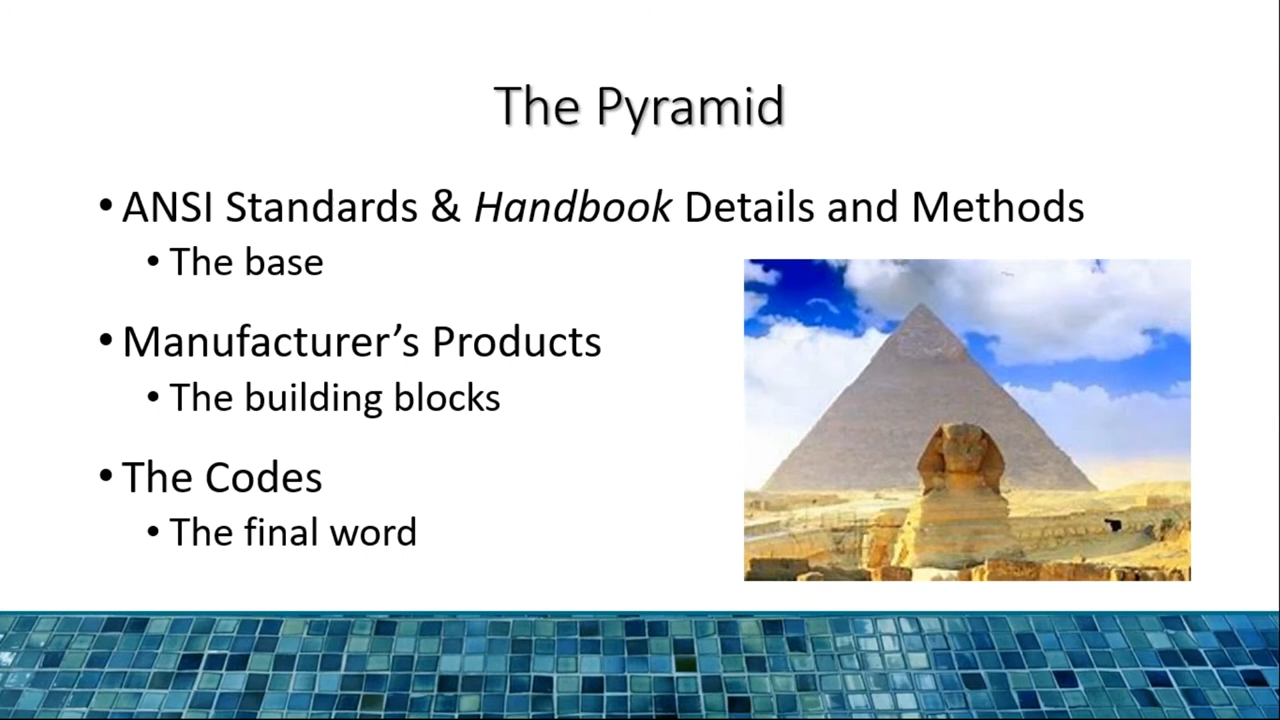 The Pyramid
• ANSI Standards & Handbook Details and Methods
• The base
• Manufacturer’s Products
• The building blocks
• The Codes
• The final word